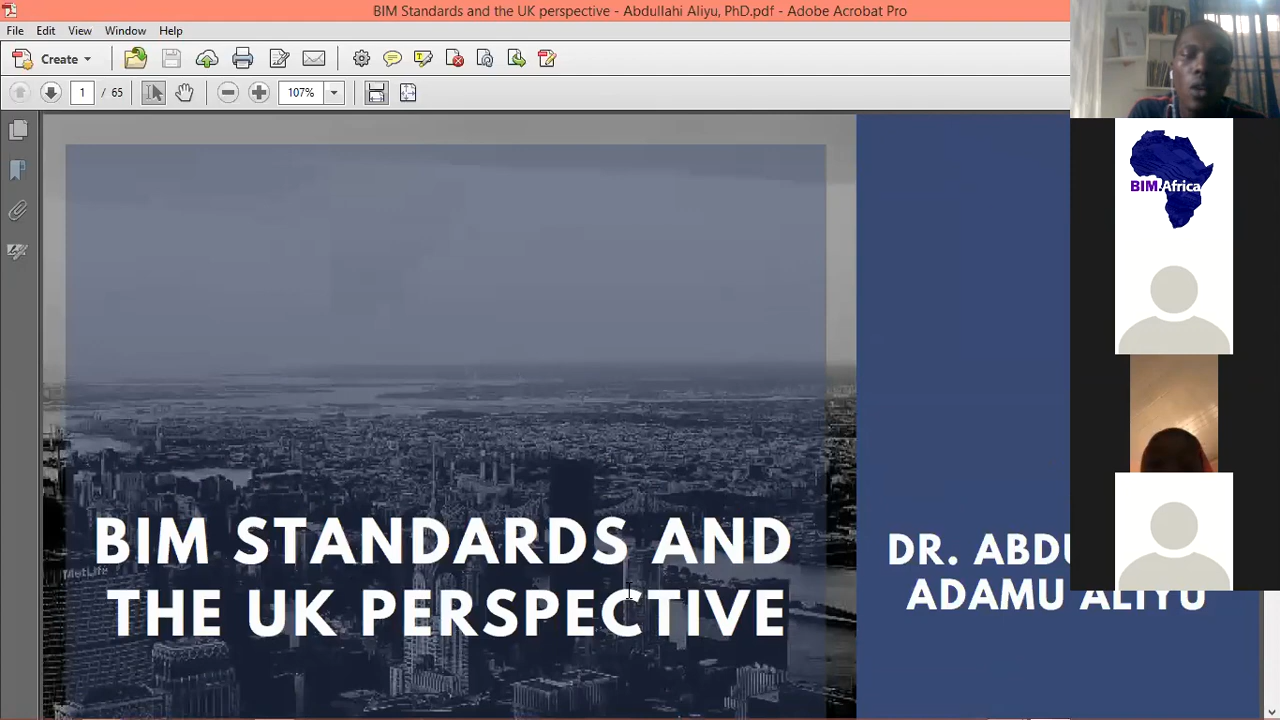 BIM Standards and the UK perspective - Abdullahi Aliyu, PhD.pdf - Adobe Acrobat Pro
File Edit View Window Help
Create
1 / 65 107%
BIM.Africa
BIM STANDARDS AND
THE UK PERSPECTIVE
DR. ABDU
ADAMU ALIYU
MetLife